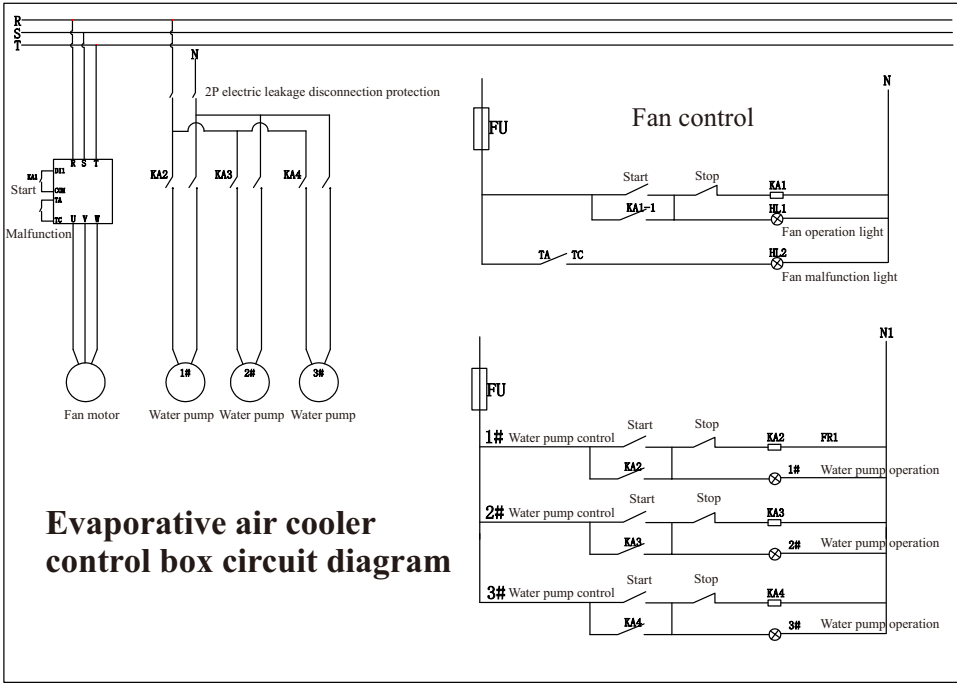 R
S
T
N
2P electric leakage disconnection protection
R S T
KA1
DI1
Start
COM
TA
TC
Malfunction
U V W
KA2
KA3
KA4
1#
2#
3#
Fan motor
Water pump
Water pump
Water pump
Evaporative air cooler
control box circuit diagram
FU
Fan control
N
Start
Stop
KA1
KA1-1
HL1
Fan operation light
TA
TC
HL2
Fan malfunction light
N1
FU
1# Water pump control
Start
Stop
KA2
FR1
KA2
1# Water pump operation
2# Water pump control
Start
Stop
KA3
KA3
2# Water pump operation
3# Water pump control
Start
Stop
KA4
KA4
3# Water pump operation